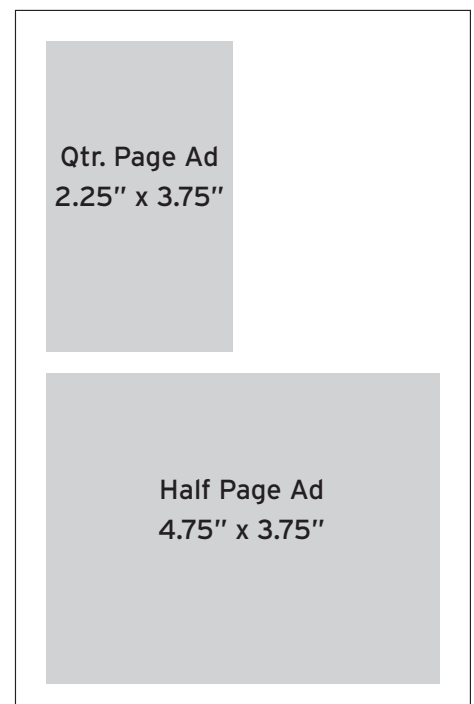 Qtr. Page Ad
2.25" x 3.75"
Half Page Ad
4.75" x 3.75"